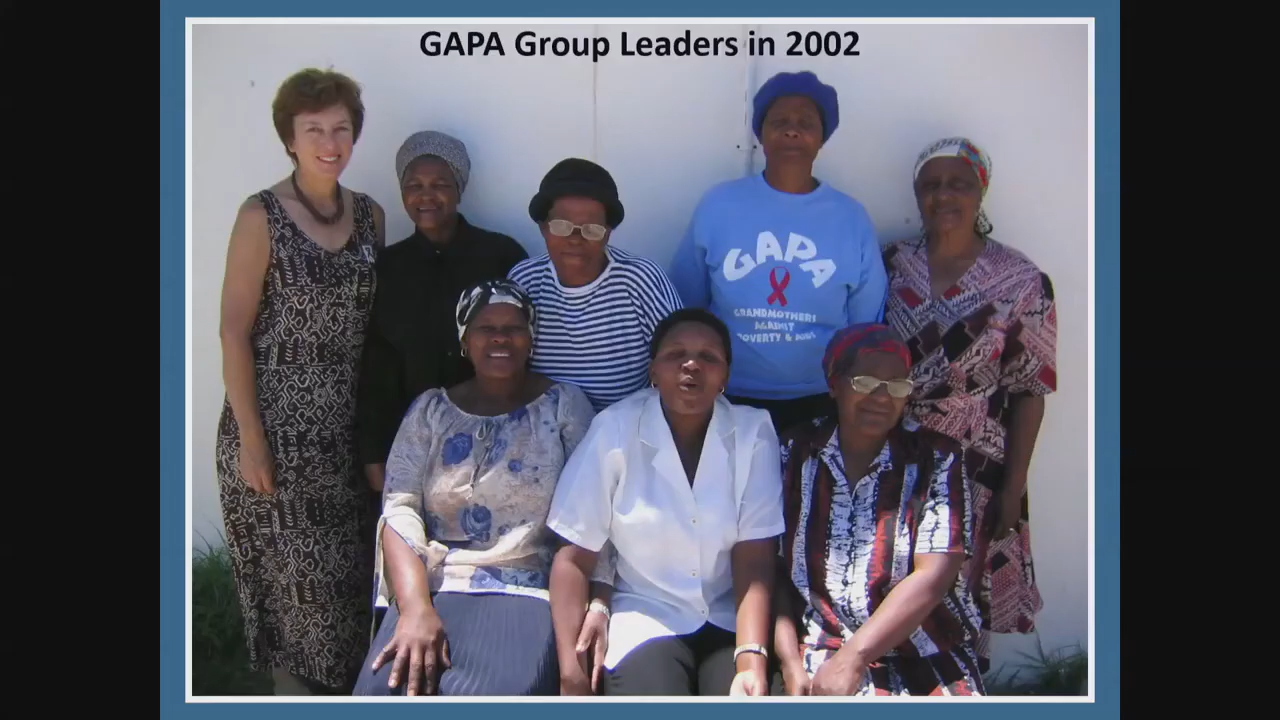 GAPA Group Leaders in 2002
GAPA
GRANDMOTHERS
AGAINST
POVERTY & AIDS